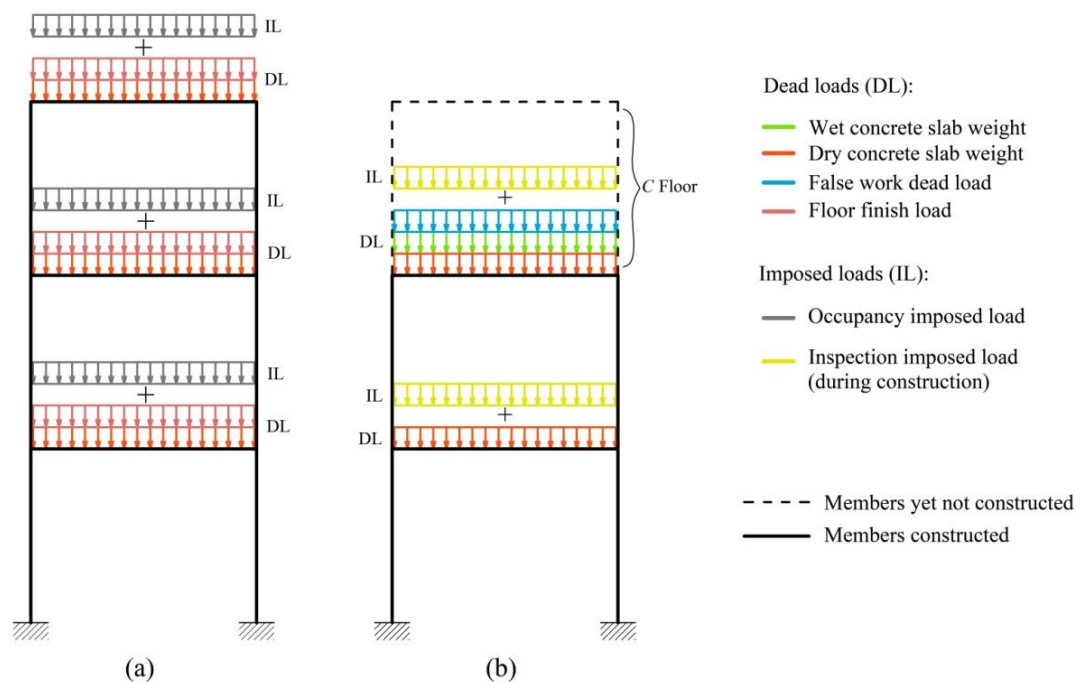 IL
+
DL
IL
+
DL
IL
+
DL
(a)
IL
+
DL
C Floor
IL
+
DL
(b)
Dead loads (DL):
Wet concrete slab weight
Dry concrete slab weight
False work dead load
Floor finish load
Imposed loads (IL):
Occupancy imposed load
Inspection imposed load
(during construction)
Members yet not constructed
Members constructed